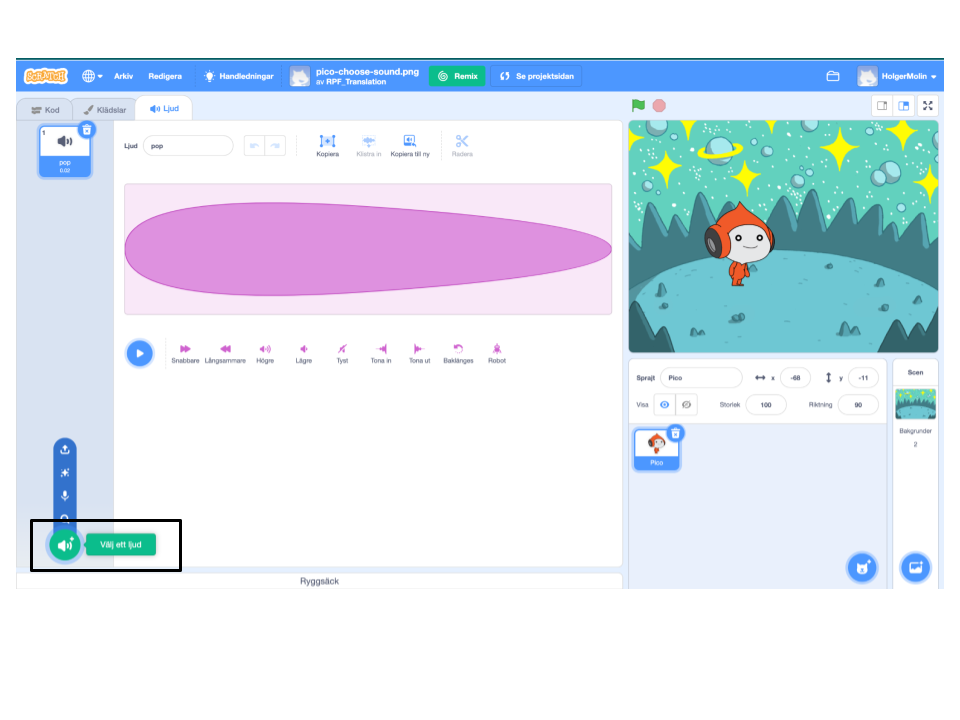 SCRATCH
Arkiv
Redigera
Handledningar
pico-choose-sound.png
av RPF_Translation
Remix
Se projektsidan
HolgerMolin
Kod
Klädslar
Ljud
1
pop
0.02
Ljud
pop
Kopiera
Klistra in
Kopiera till ny
Radera
Snabbare
Långsammare
Högre
Lägre
Tyst
Tona in
Tona ut
Baklänges
Robot
Välj ett ljud
Ryggsäck
Sprajt
Pico
x
-68
y
-11
Visa
Storlek
100
Riktning
90
Pico
Scen
Bakgrunder
2